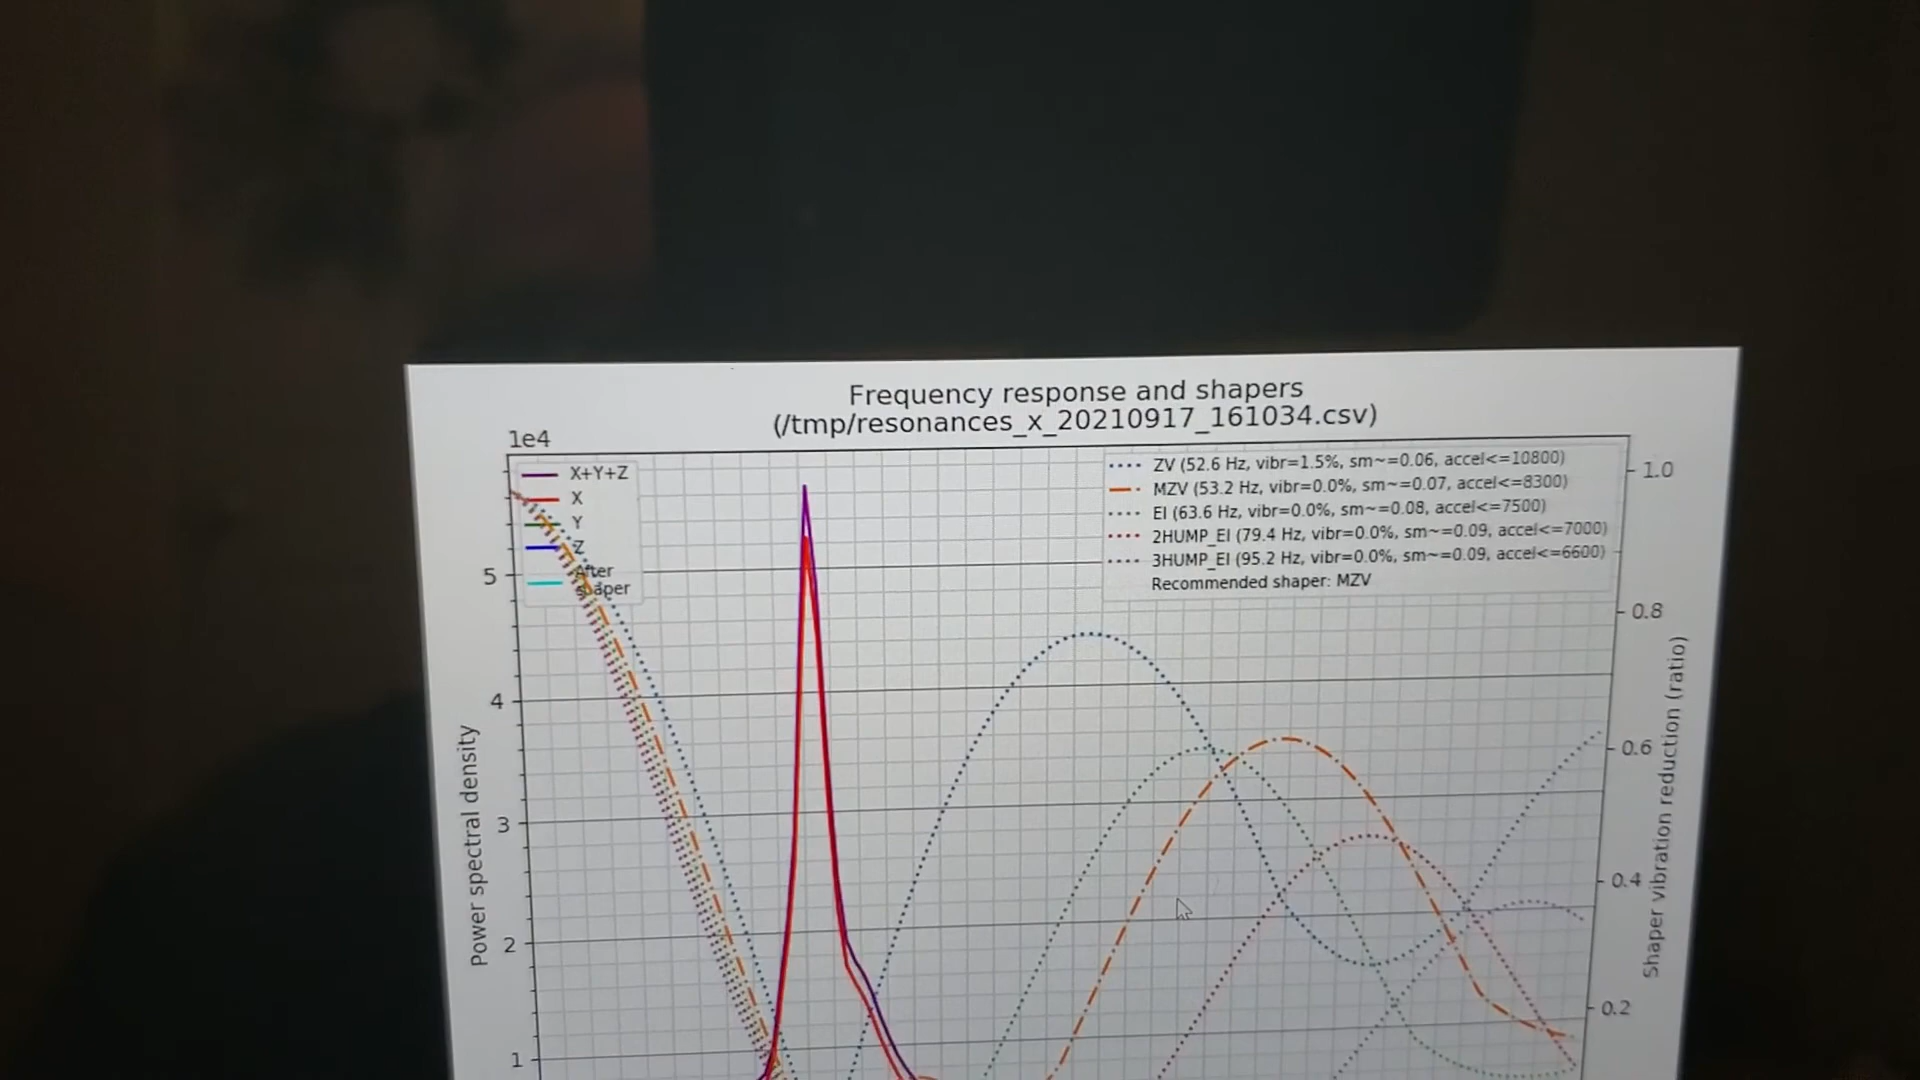 Frequency response and shapers
(/tmp/resonances_x_20210917_161034.csv)
1e4
X+Y+Z
X
Y
Z
After
shaper
ZV (52.6 Hz, vibr=1.5%, sm~=0.06, accel<=10800)
MZV (53.2 Hz, vibr=0.0%, sm~=0.07, accel<=8300)
EI (63.6 Hz, vibr=0.0%, sm~=0.08, accel<=7500)
2HUMP_EI (79.4 Hz, vibr=0.0%, sm~=0.09, accel<=7000)
3HUMP_EI (95.2 Hz, vibr=0.0%, sm~=0.09, accel<=6600)
Recommended shaper: MZV
5
4
3
2
1
Power spectral density
1.0
0.8
0.6
0.4
0.2
Shaper vibration reduction (ratio)